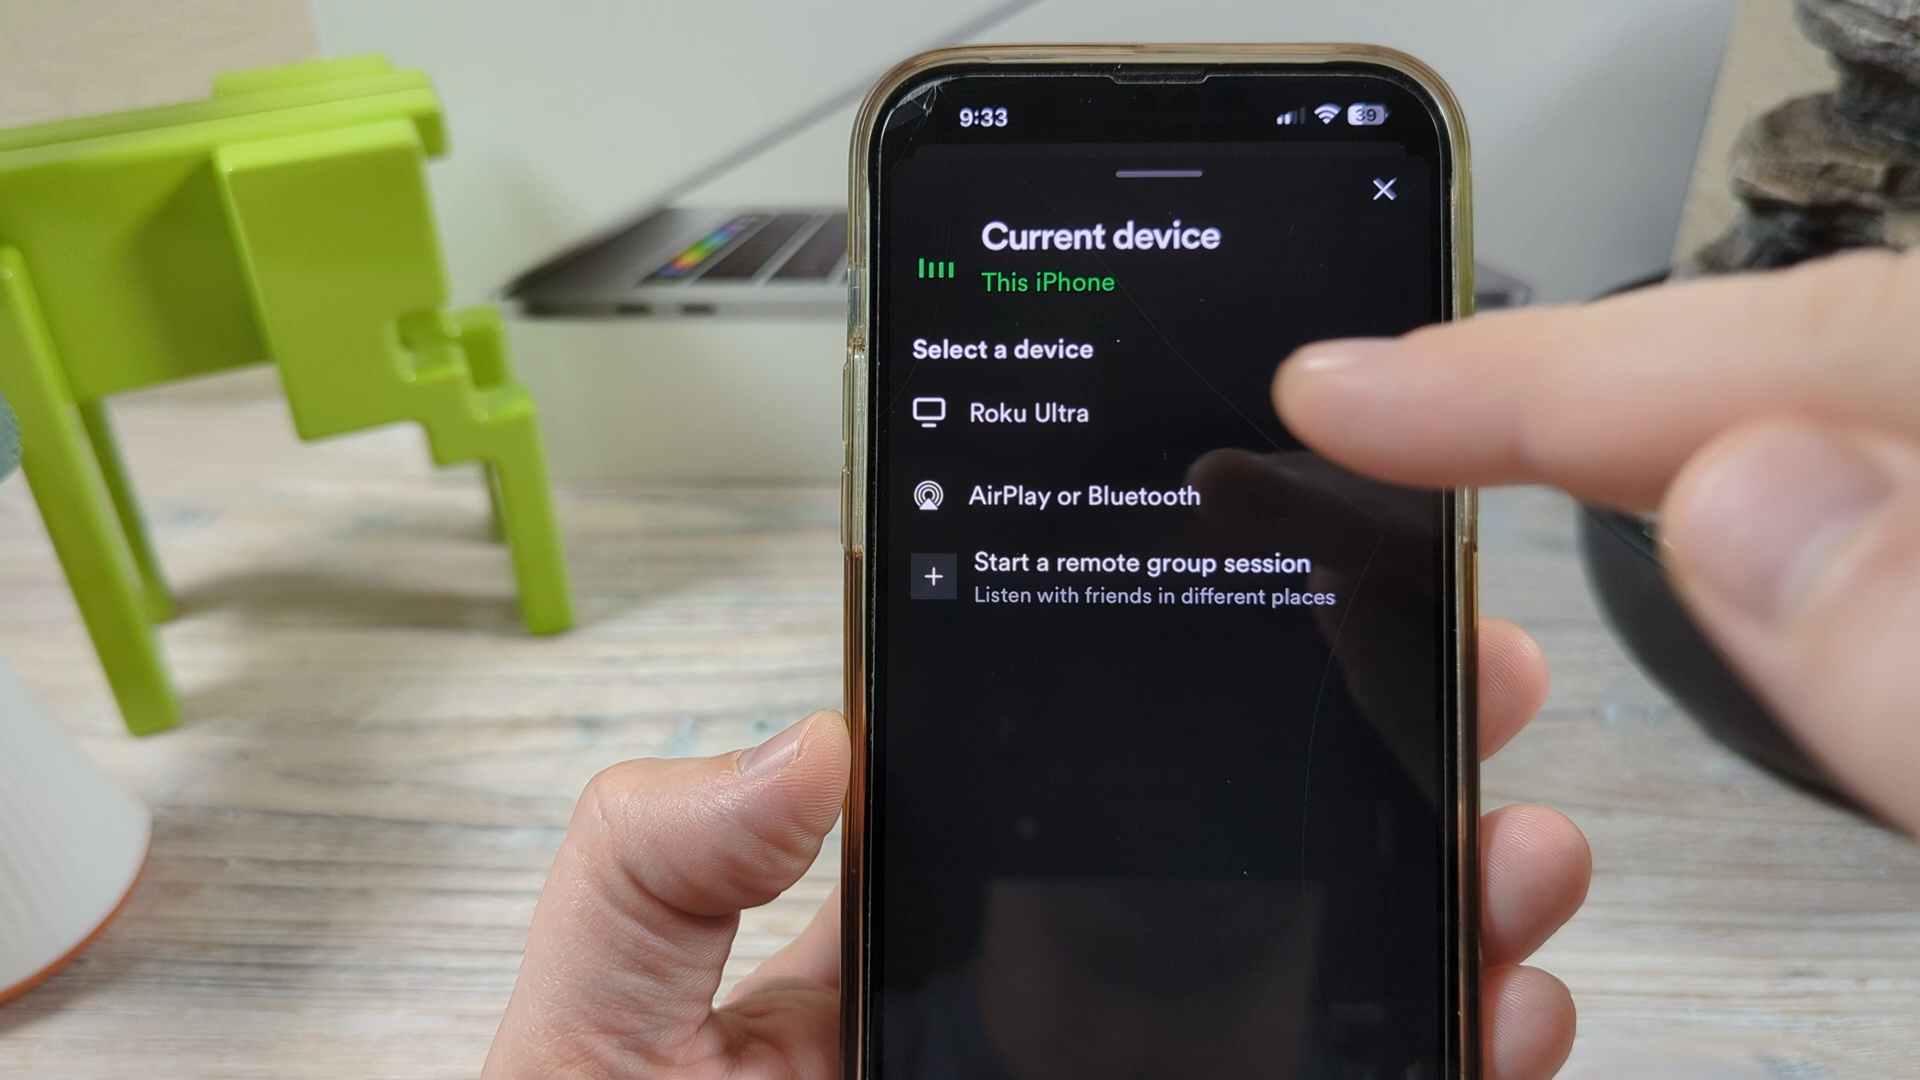 9:33
39
Current device
This iPhone
Select a device
Roku Ultra
AirPlay or Bluetooth
Start a remote group session
Listen with friends in different places